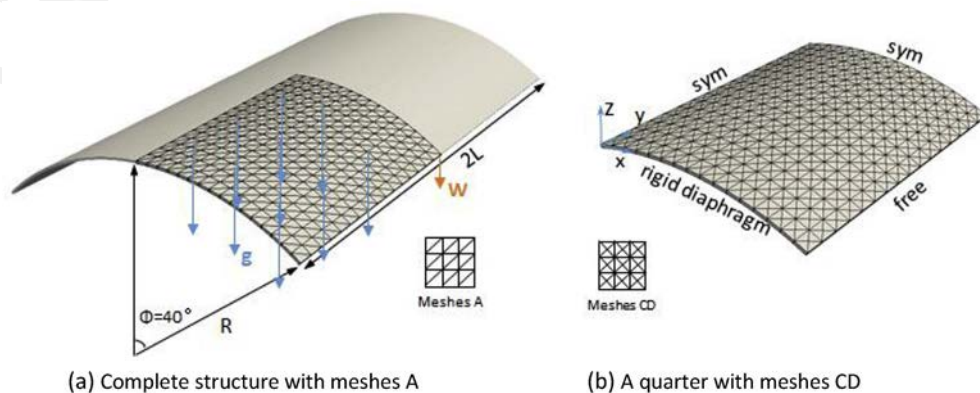 2L
W
g
Φ=40°
R
Meshes A
(a) Complete structure with meshes A
sym
sym
Z
y
x
rigid diaphragm
free
Meshes CD
(b) A quarter with meshes CD